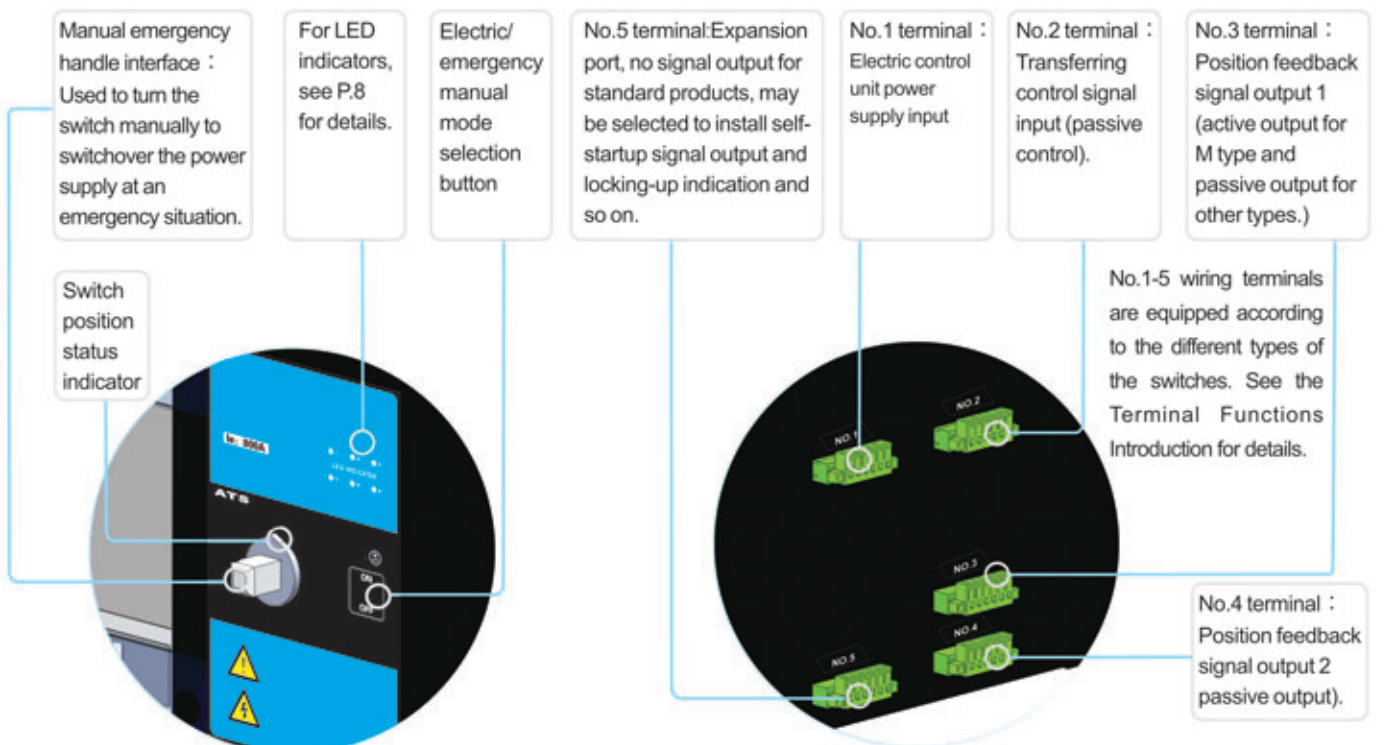 Manual emergency
handle interface：
Used to turn the
switch manually to
switchover the power
supply at an
emergency situation.
For LED
indicators,
see P.8
for details.
Electric/
emergency
manual
mode
selection
button
No.5 terminal:Expansion
port, no signal output for
standard products, may
be selected to install self-
startup signal output and
locking-up indication and
so on.
No.1 terminal：
Electric control
unit power
supply input
No.2 terminal：
Transferring
control signal
input (passive
control).
No.3 terminal：
Position feedback
signal output 1
(active output for
M type and
passive output for
other types.)
Switch
position
status
indicator
No.1-5 wiring terminals
are equipped according
to the different types of
the switches. See the
Terminal Functions
Introduction for details.
LED INDICATER
ATS
ON
OFF
NO.1
NO.2
NO.3
NO.4
NO.5
No.4 terminal：
Position feedback
signal output 2
passive output).